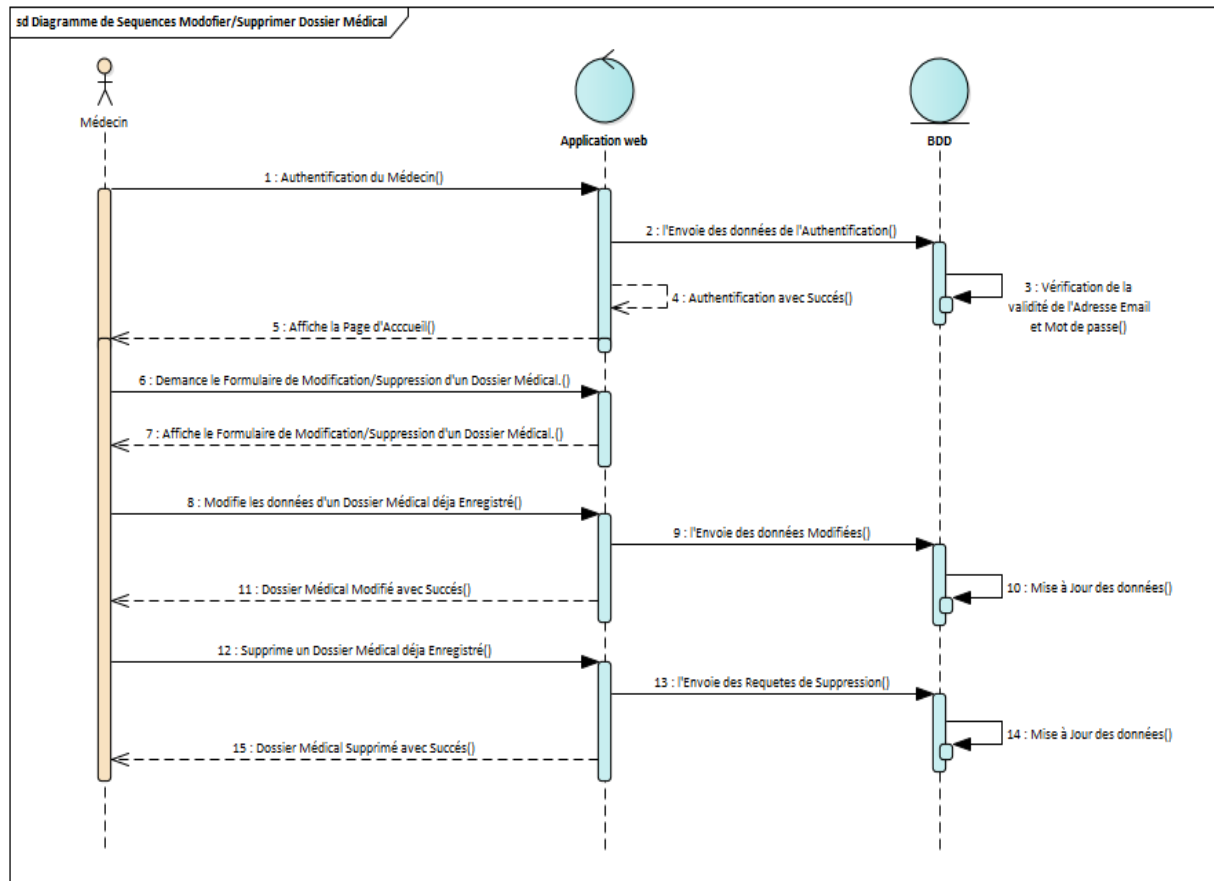 sd Diagramme de Sequences Modofier/Supprimer Dossier Médical
Médecin
Application web
BDD
1 : Authentification du Médecin()
2 : l'Envoie des données de l'Authentification()
3 : Vérification de la
validité de l'Adresse Email
et Mot de passe()
4 : Authentification avec Succés()
5 : Affiche la Page d'Acccueil()
6 : Demance le Formulaire de Modification/Suppression d'un Dossier Médical.()
7 : Affiche le Formulaire de Modification/Suppression d'un Dossier Médical.()
8 : Modifie les données d'un Dossier Médical déja Enregistré()
9 : l'Envoie des données Modifiées()
10 : Mise à Jour des données()
11 : Dossier Médical Modifié avec Succés()
12 : Supprime un Dossier Médical déja Enregistré()
13 : l'Envoie des Requetes de Suppression()
14 : Mise à Jour des données()
15 : Dossier Médical Supprimé avec Succés()